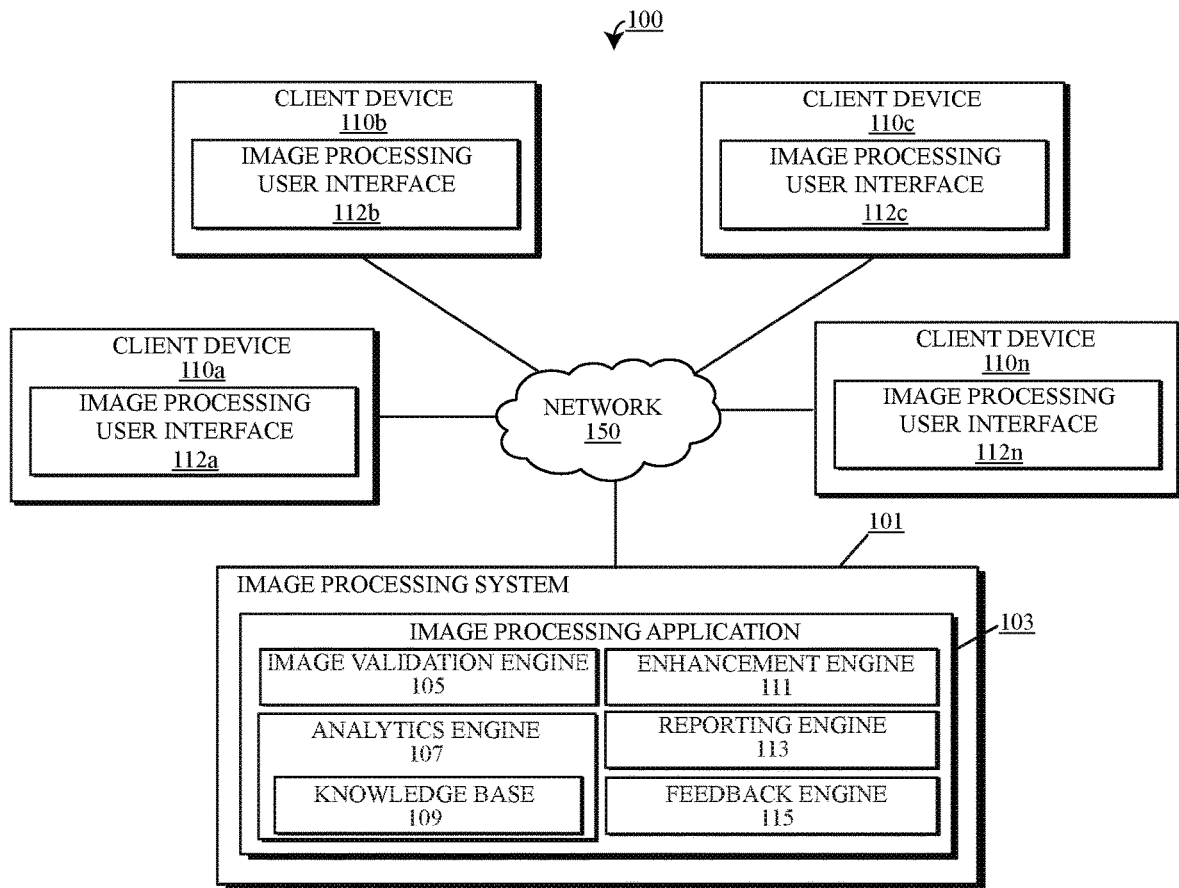 100
CLIENT DEVICE
110b
IMAGE PROCESSING
USER INTERFACE
112b
CLIENT DEVICE
110c
IMAGE PROCESSING
USER INTERFACE
112c
CLIENT DEVICE
110a
IMAGE PROCESSING
USER INTERFACE
112a
NETWORK
150
CLIENT DEVICE
110n
IMAGE PROCESSING
USER INTERFACE
112n
101
IMAGE PROCESSING SYSTEM
103
IMAGE PROCESSING APPLICATION
IMAGE VALIDATION ENGINE
105
ANALYTICS ENGINE
107
KNOWLEDGE BASE
109
ENHANCEMENT ENGINE
111
REPORTING ENGINE
113
FEEDBACK ENGINE
115